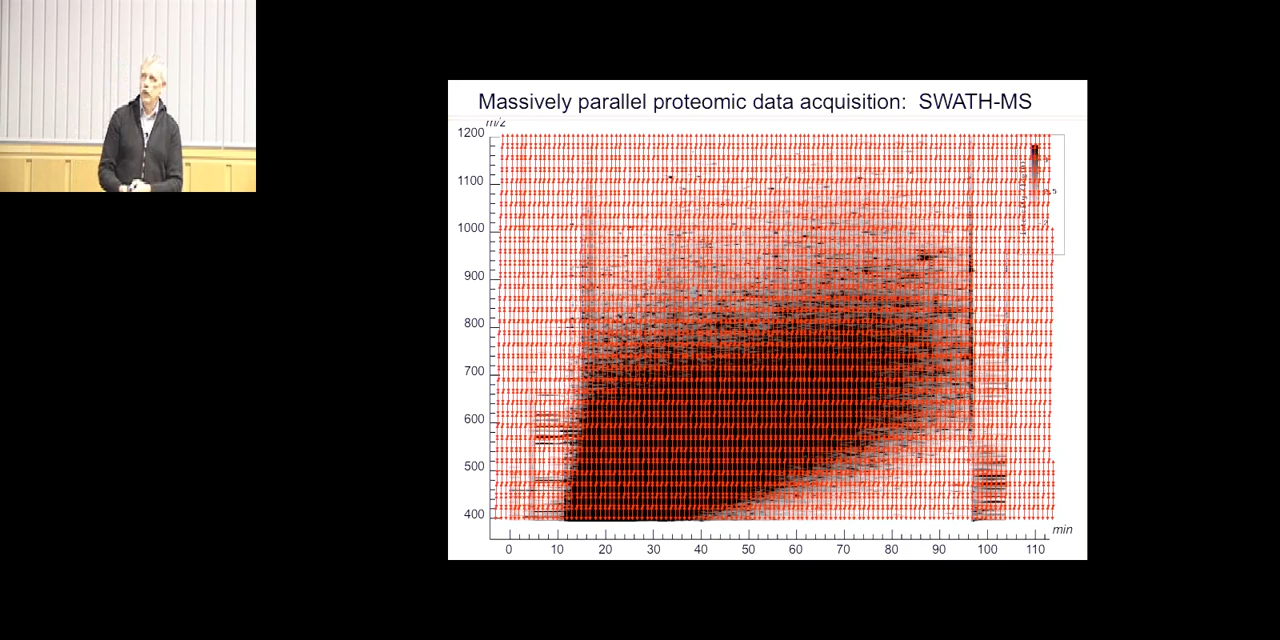 Massively parallel proteomic data acquisition: SWATH-MS
m/z
1200
1100
1000
900
800
700
600
500
400
min
0 10 20 30 40 50 60 70 80 90 100 110